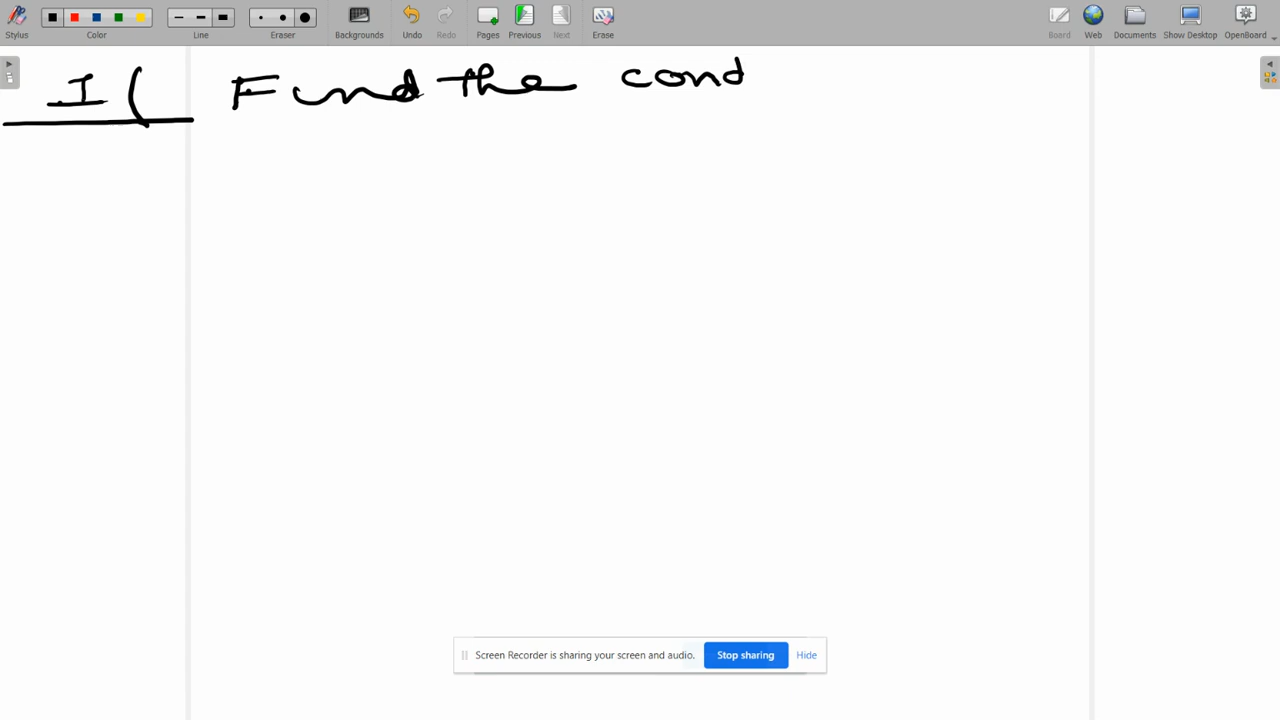 Stylus Color Line Eraser Backgrounds Undo Redo Pages Previous Next Erase Board Web Documents Show Desktop OpenBoard
I( Find the cond
Screen Recorder is sharing your screen and audio. Stop sharing Hide